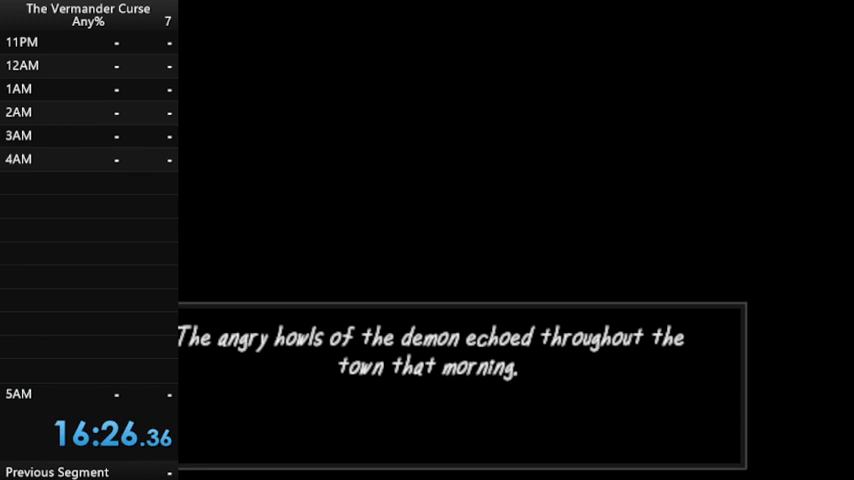 The Vermander Curse
Any% 7
11PM - -
12AM - -
1AM - -
2AM - -
3AM - -
4AM - -
The angry howls of the demon echoed throughout the
town that morning.
5AM - -
16:26.36
Previous Segment -